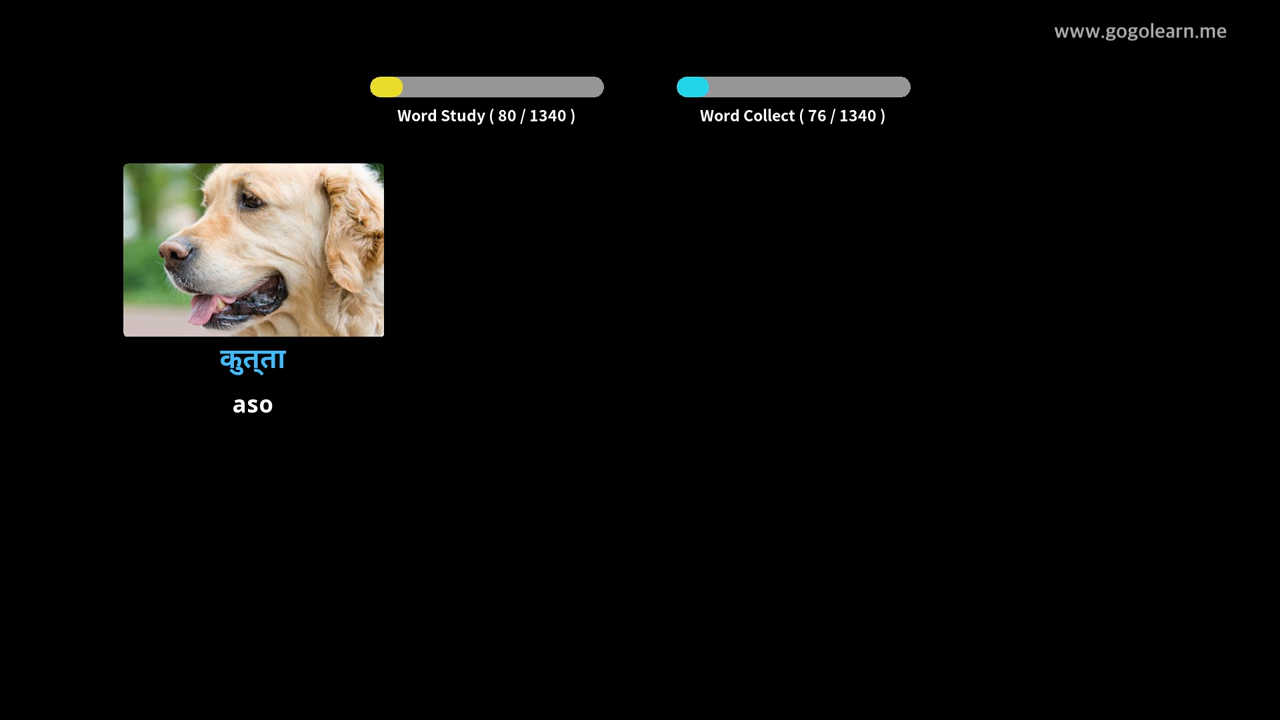 www.gogolearn.me
Word Study ( 80 / 1340 )
Word Collect ( 76 / 1340 )
कुत्ता
aso